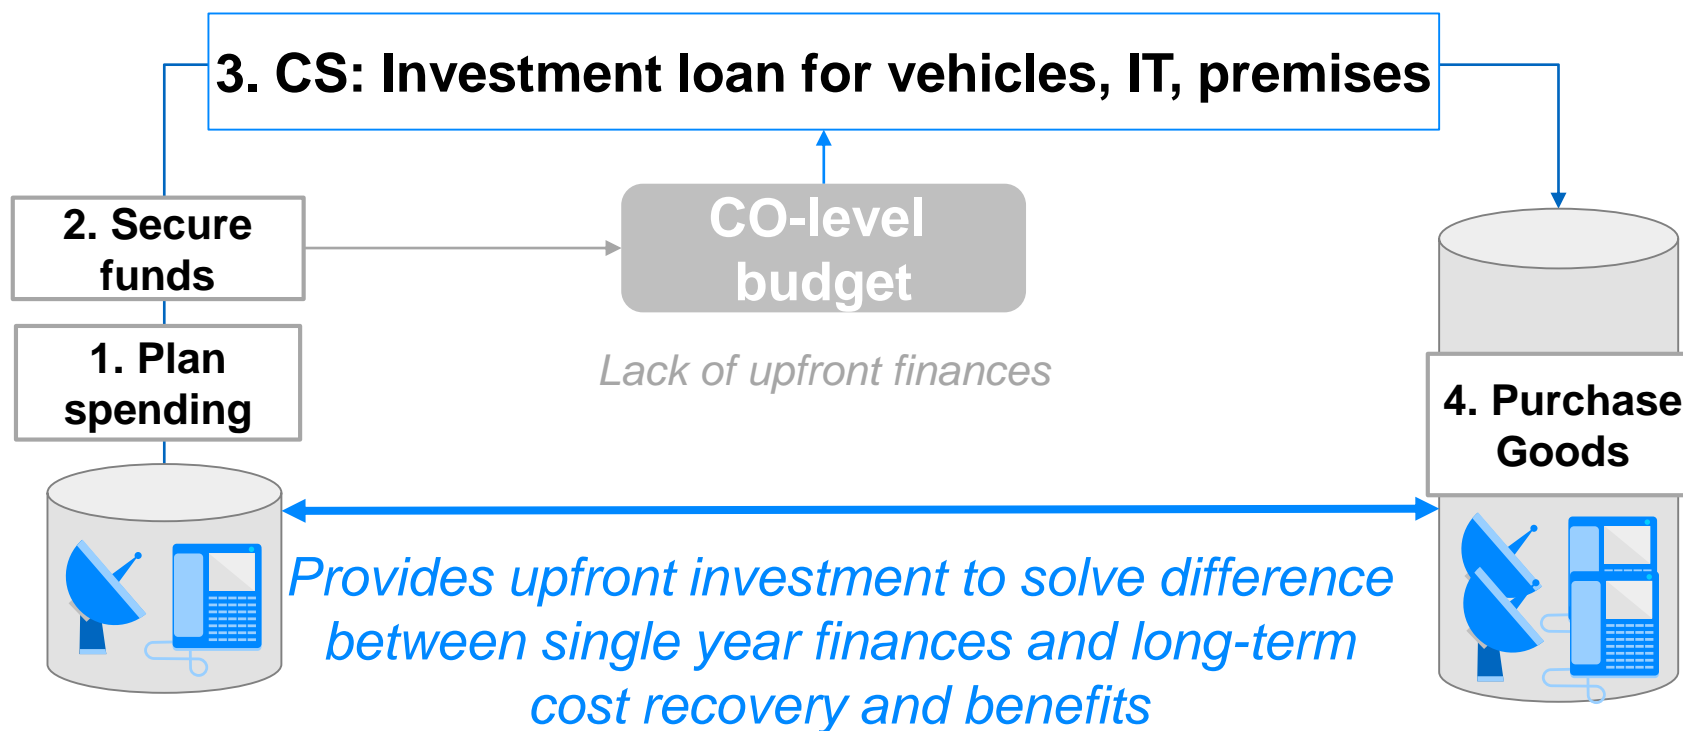 3. CS: Investment loan for vehicles, IT, premises
2. Secure
funds
CO-level
budget
1. Plan
spending
Lack of upfront finances
4. Purchase
Goods
Provides upfront investment to solve difference
between single year finances and long-term
cost recovery and benefits